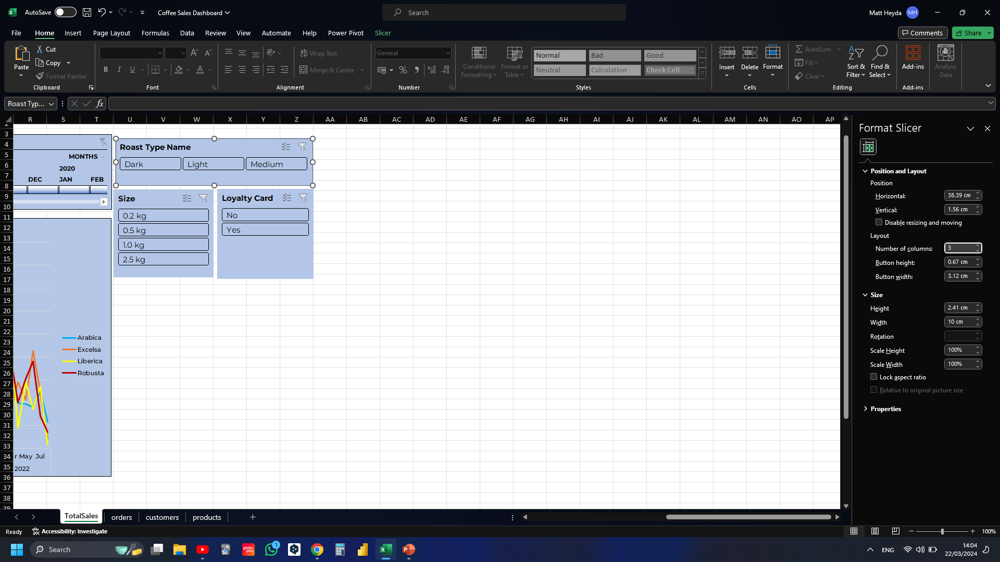 AutoSave
Coffee Sales Dashboard
Search
Matt Heyda
MH
File Home Insert Page Layout Formulas Data Review View Automate Help Power Pivot Slicer
Comments
Share
Paste
Cut
Copy
Format Painter
Clipboard
B I U
Font
Wrap Text
Merge & Centre
Alignment
General
Number
Conditional Formatting
Format as Table
Normal Bad Good
Neutral Calculation Check Cell
Styles
Insert Delete Format
Cells
AutoSum
Fill
Clear
Sort & Filter
Find & Select
Editing
Add-ins
Add-ins
Analyse Data
Roast Typ...
fx
R S T U V W X Y Z AA AB AC AD AE AF AG AH AI AJ AK AL AM AN AO AP
2
3
4
5
6
7
8
9
10
11
12
13
14
15
16
17
18
19
20
21
22
23
24
25
26
27
28
29
30
31
32
33
34
35
36
37
38
39
MONTHS
2020
DEC JAN FEB
Roast Type Name
Dark Light Medium
Size
0.2 kg
0.5 kg
1.0 kg
2.5 kg
Loyalty Card
No
Yes
Arabica
Excelsa
Liberica
Robusta
r May Jul
2022
Format Slicer
Position and Layout
Position
Horizontal: 38.39 cm
Vertical: 1.56 cm
Disable resizing and moving
Layout
Number of columns: 3
Button height: 0.67 cm
Button width: 3.12 cm
Size
Height 2.41 cm
Width 10 cm
Rotation
Scale Height 100%
Scale Width 100%
Lock aspect ratio
Relative to original picture size
Properties
TotalSales orders customers products
Ready
Accessibility: Investigate
100%
Search
globo play
1
ENG
14:04
22/03/2024